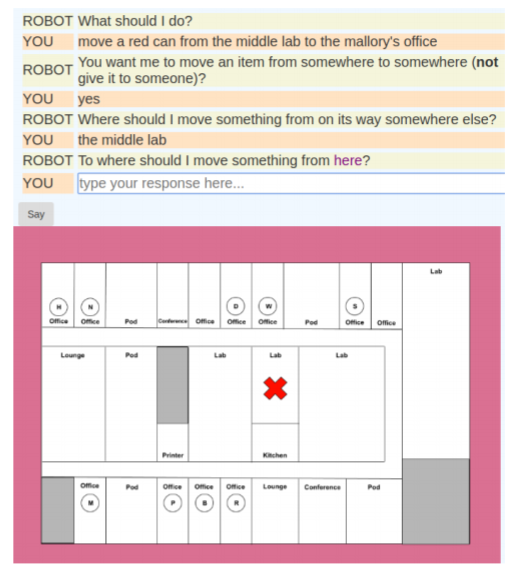 ROBOT What should I do?
YOU move a red can from the middle lab to the mallory's office
ROBOT You want me to move an item from somewhere to somewhere (not
give it to someone)?
YOU yes
ROBOT Where should I move something from on its way somewhere else?
YOU the middle lab
ROBOT To where should I move something from here?
YOU type your response here...
Say
Lab
H N D W S
Office Office Pod Conference Office Office Office Pod Office Office
Lounge Pod Lab Lab Lab
Printer Kitchen
Office Pod Office Office Office Lounge Conference Pod
M P B R